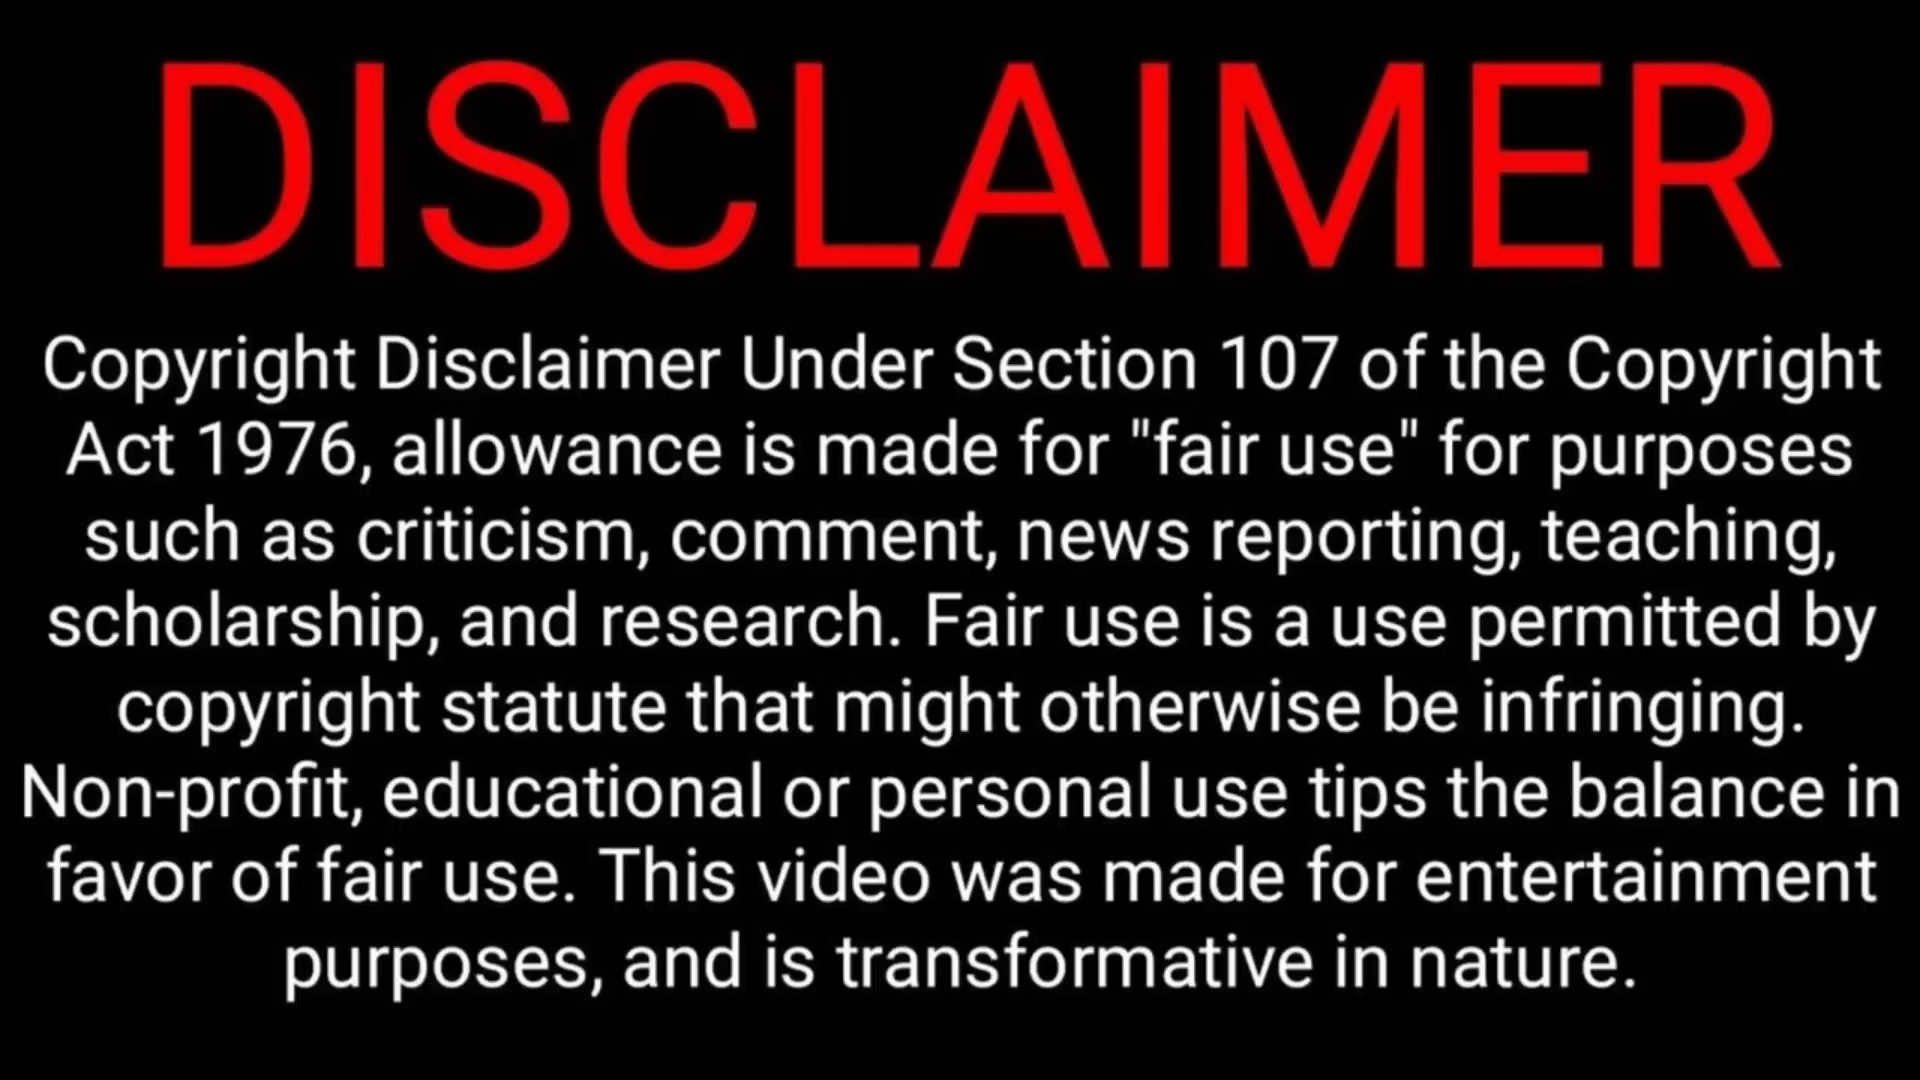 DISCLAIMER
Copyright Disclaimer Under Section 107 of the Copyright
Act 1976, allowance is made for "fair use" for purposes
such as criticism, comment, news reporting, teaching,
scholarship, and research. Fair use is a use permitted by
copyright statute that might otherwise be infringing.
Non-profit, educational or personal use tips the balance in
favor of fair use. This video was made for entertainment
purposes, and is transformative in nature.